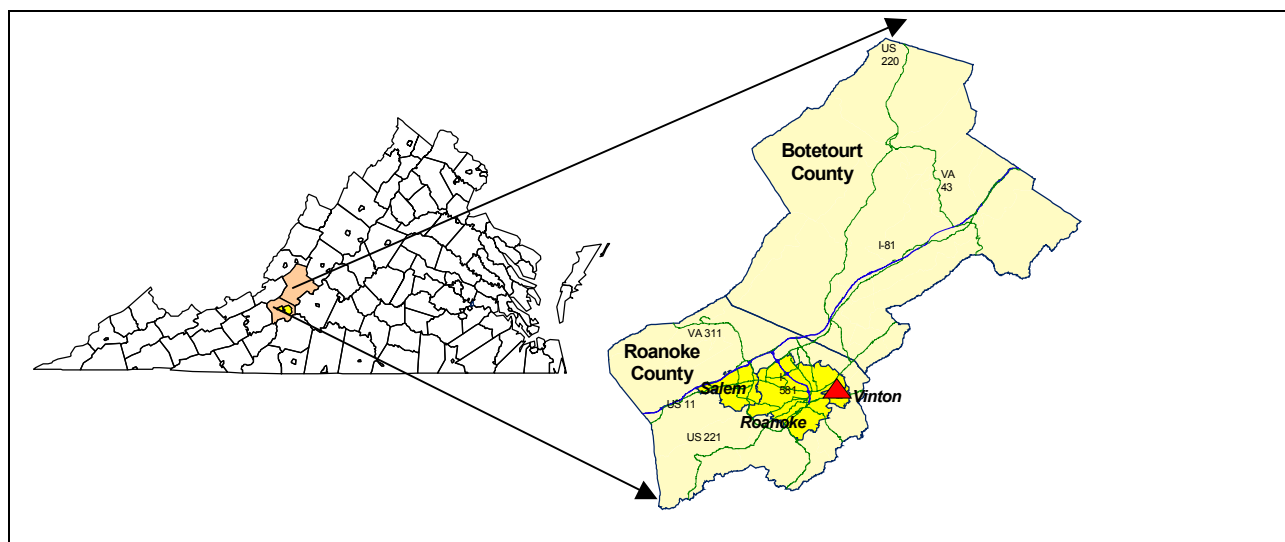 US
220
Botetourt
County
VA
43
I-81
VA 311
Roanoke
County
Salem
I-
581
Vinton
US 11
Roanoke
US 221